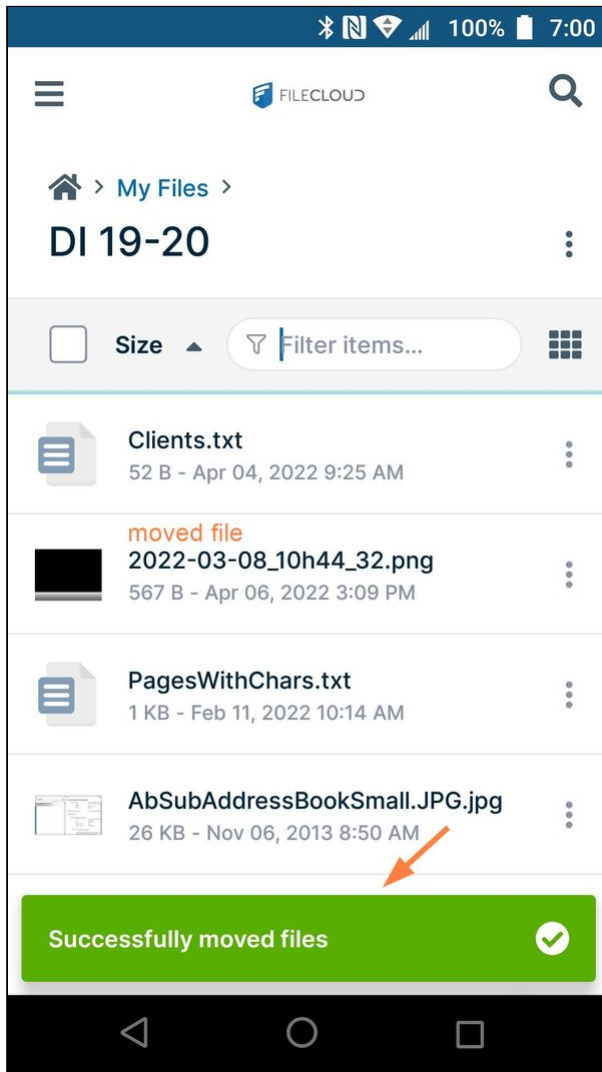 100% 7:00
FILECLOUD
> My Files >
DI 19-20
Size Filter items...
Clients.txt
52 B - Apr 04, 2022 9:25 AM
moved file
2022-03-08_10h44_32.png
567 B - Apr 06, 2022 3:09 PM
PagesWithChars.txt
1 KB - Feb 11, 2022 10:14 AM
AbSubAddressBookSmall.JPG.jpg
26 KB - Nov 06, 2013 8:50 AM
Successfully moved files